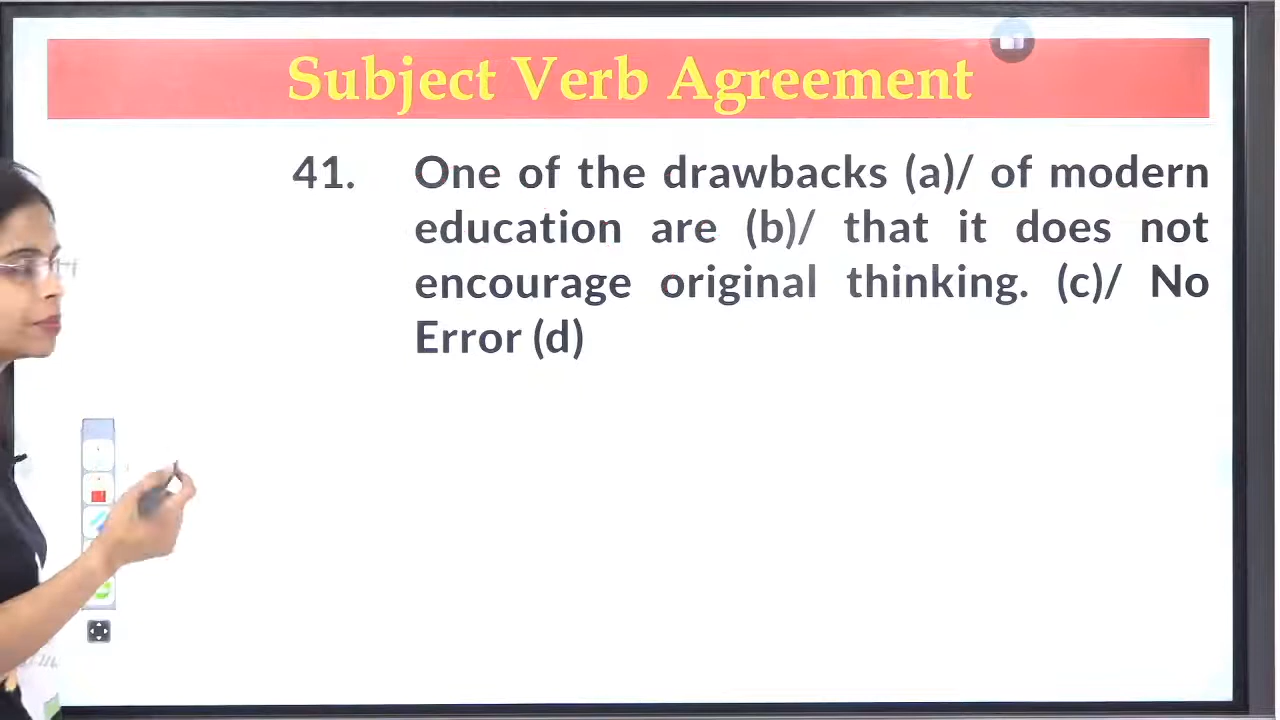 Subject Verb Agreement
41. One of the drawbacks (a)/ of modern
education are (b)/ that it does not
encourage original thinking. (c)/ No
Error (d)